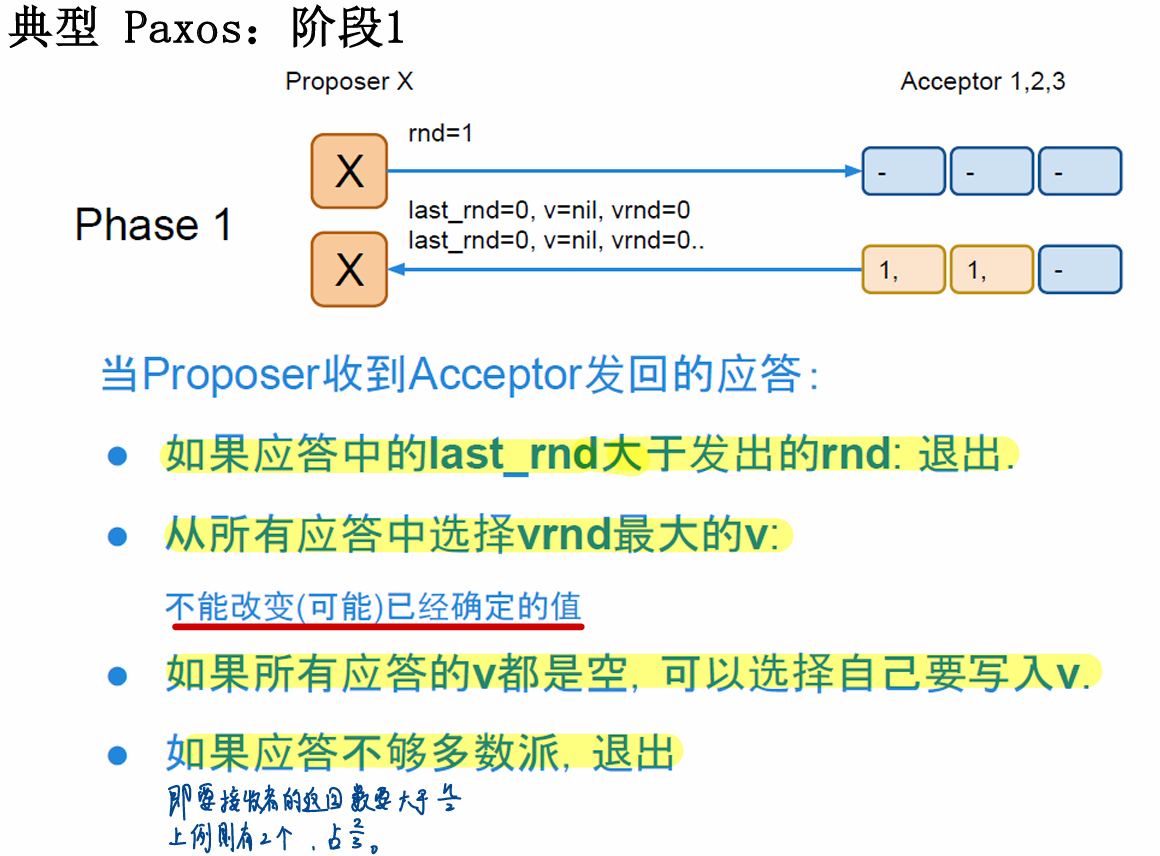 典型 Paxos: 阶段1
Proposer X
Acceptor 1,2,3
rnd=1
X
- - -
Phase 1
last_rnd=0, v=nil, vrnd=0
last_rnd=0, v=nil, vrnd=0..
X
1, 1, -
当Proposer收到Acceptor发回的应答:
● 如果应答中的last_rnd大于发出的rnd: 退出.
● 从所有应答中选择vrnd最大的v:
不能改变(可能)已经确定的值
● 如果所有应答的v都是空, 可以选择自己要写入v.
● 如果应答不够多数派, 退出
即要接收者的返回数要大于n/2
上例则有2个,占2/3。